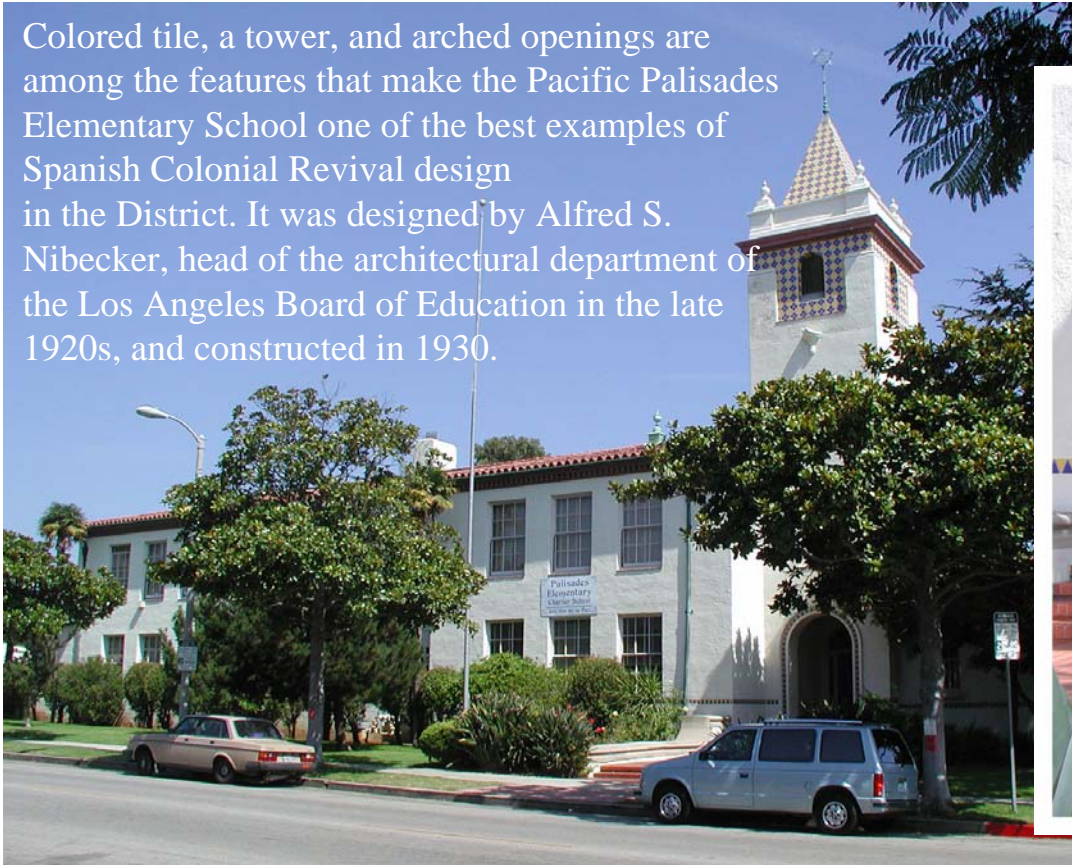 Colored tile, a tower, and arched openings are
among the features that make the Pacific Palisades
Elementary School one of the best examples of
Spanish Colonial Revival design
in the District. It was designed by Alfred S.
Nibecker, head of the architectural department of
the Los Angeles Board of Education in the late
1920s, and constructed in 1930.
Palisades
Elementary
Charter School